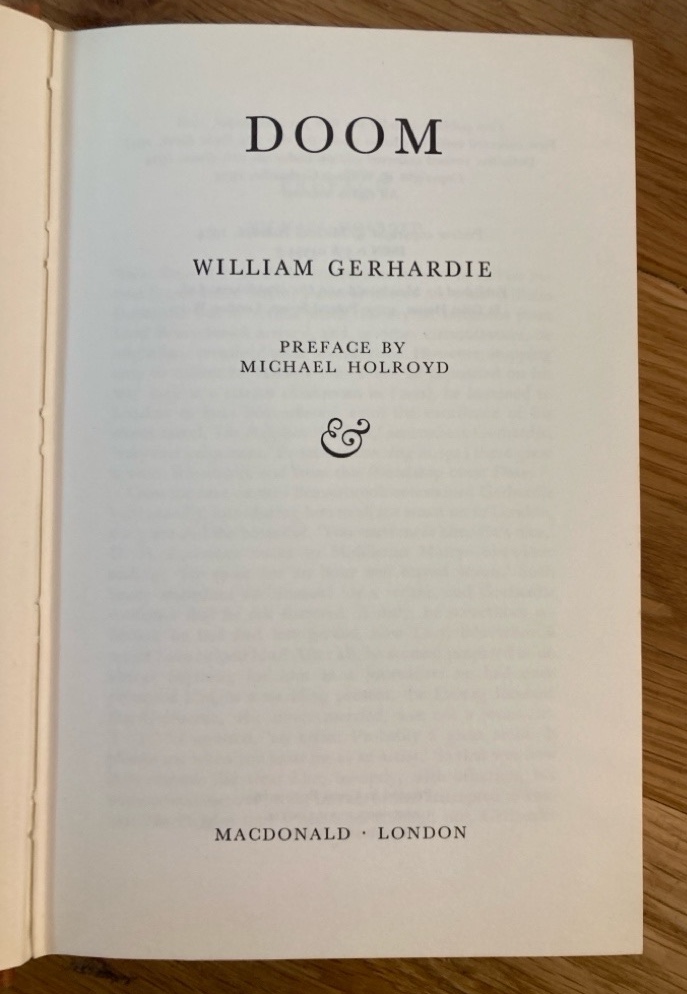 DOOM
WILLIAM GERHARDIE
PREFACE BY
MICHAEL HOLROYD
&
MACDONALD · LONDON